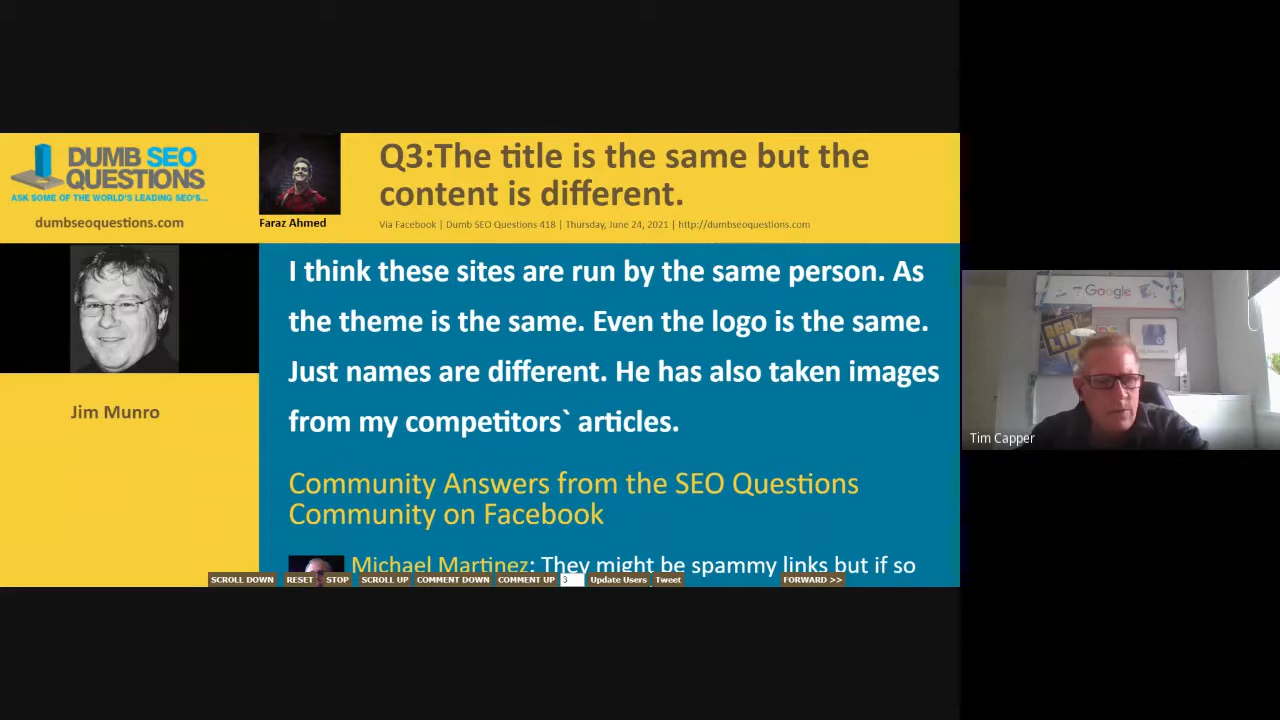 DUMB SEO
QUESTIONS
ASK SOME OF THE WORLD'S LEADING SEO'S...
dumbseoquestions.com
Faraz Ahmed
Q3:The title is the same but the
content is different.
Via Facebook | Dumb SEO Questions 418 | Thursday, June 24, 2021 | http://dumbseoquestions.com
Jim Munro
I think these sites are run by the same person. As
the theme is the same. Even the logo is the same.
Just names are different. He has also taken images
from my competitors` articles.
Community Answers from the SEO Questions
Community on Facebook
Michael Martinez: They might be spammy links but if so
SCROLL DOWN RESET STOP SCROLL UP COMMENT DOWN COMMENT UP 3 Update Users Tweet FORWARD >>
Google
Tim Capper